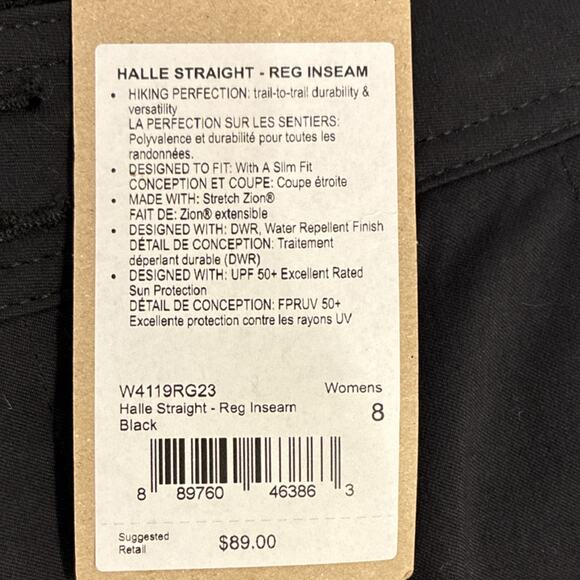 HALLE STRAIGHT - REG INSEAM
• HIKING PERFECTION: trail-to-trail durability &
versatility
LA PERFECTION SUR LES SENTIERS:
Polyvalence et durabilité pour toutes les
randonnées.
• DESIGNED TO FIT: With A Slim Fit
CONCEPTION ET COUPE: Coupe étroite
• MADE WITH: Stretch Zion®
FAIT DE: Zion® extensible
• DESIGNED WITH: DWR, Water Repellent Finish
DÉTAIL DE CONCEPTION: Traitement
déperlant durable (DWR)
• DESIGNED WITH: UPF 50+ Excellent Rated
Sun Protection
DÉTAIL DE CONCEPTION: FPRUV 50+
Excellente protection contre les rayons UV
W4119RG23 Womens
Halle Straight - Reg Inseam 8
Black
8 89760 46386 3
Suggested
Retail $89.00